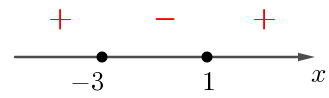 + − +
−3 1 x